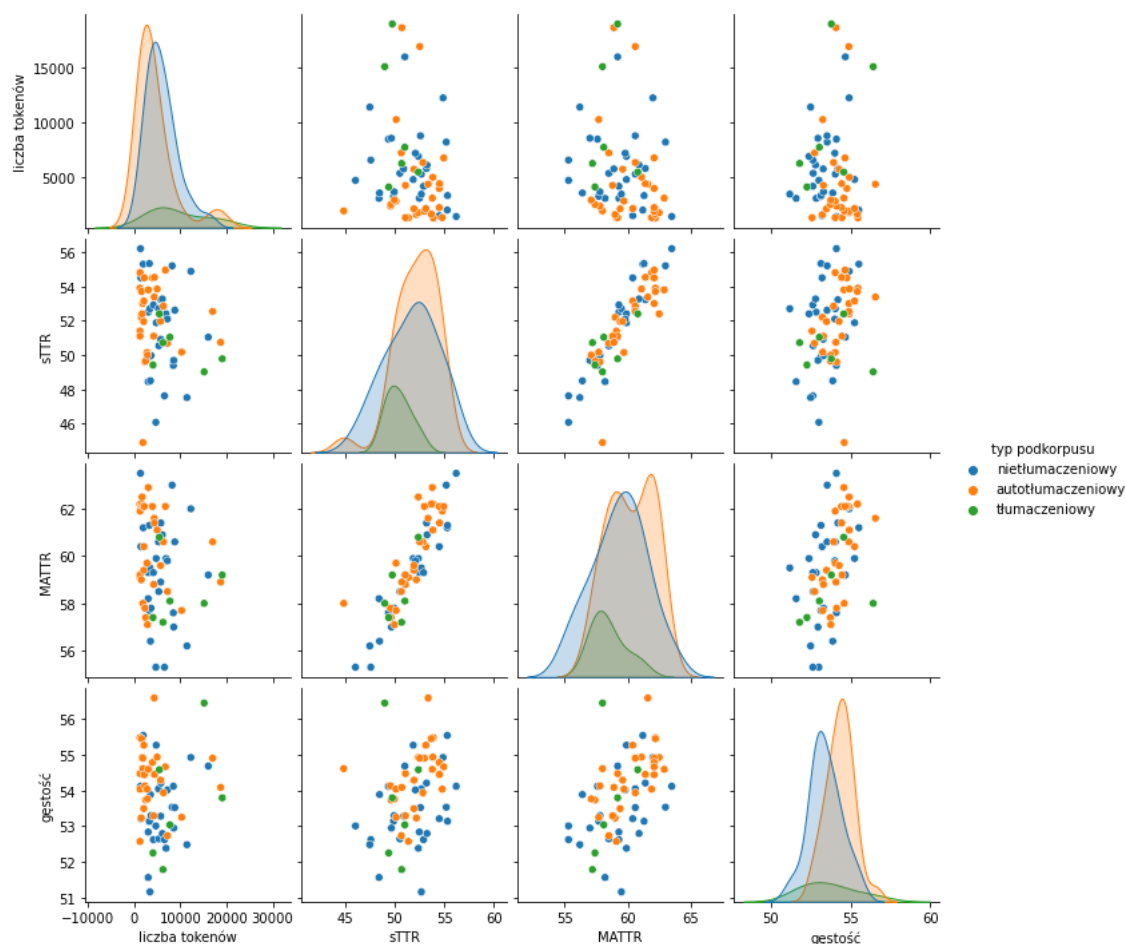 15000
10000
5000
liczba tokenów
56
54
52
50
48
46
sTTR
62
60
58
56
MATTR
typ podkorpusu
nietłumaczeniowy
autotłumaczeniowy
tłumaczeniowy
56
55
54
53
52
51
gęstość
−10000 0 10000 20000 30000
liczba tokenów
45 50 55 60
sTTR
55 60 65
MATTR
50 55 60
gęstość